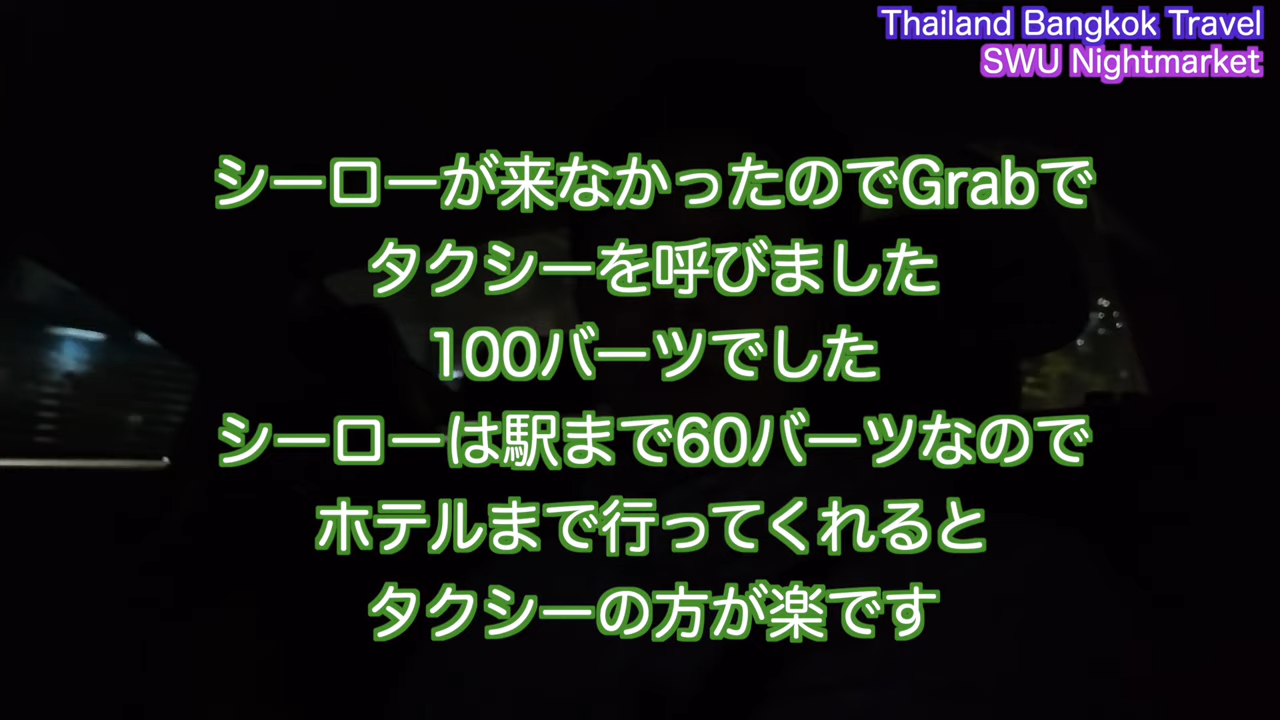 Thailand Bangkok Travel
SWU Nightmarket
シーローが来なかったのでGrabで
タクシーを呼びました
100バーツでした
シーローは駅まで60バーツなので
ホテルまで行ってくれると
タクシーの方が楽です